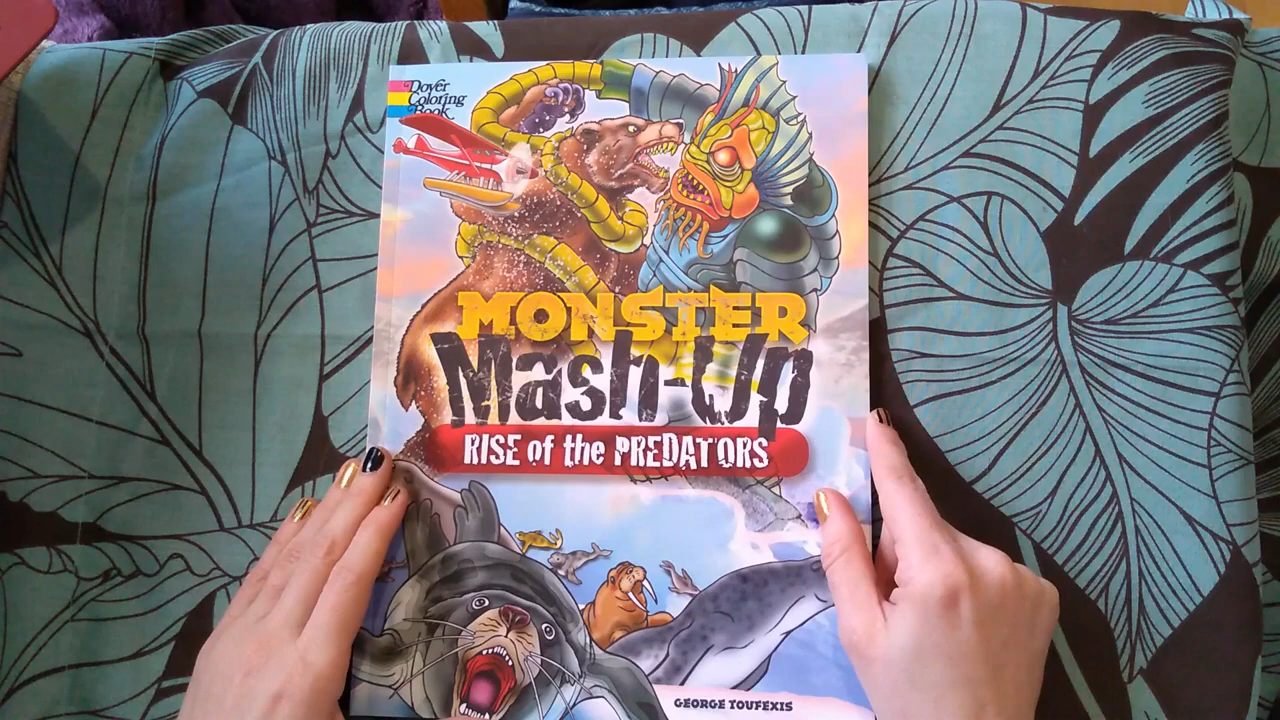 Dover
Coloring
Book
MONSTER
Mash-Up
RISE of the PREDATORS
GEORGE TOUFEXIS